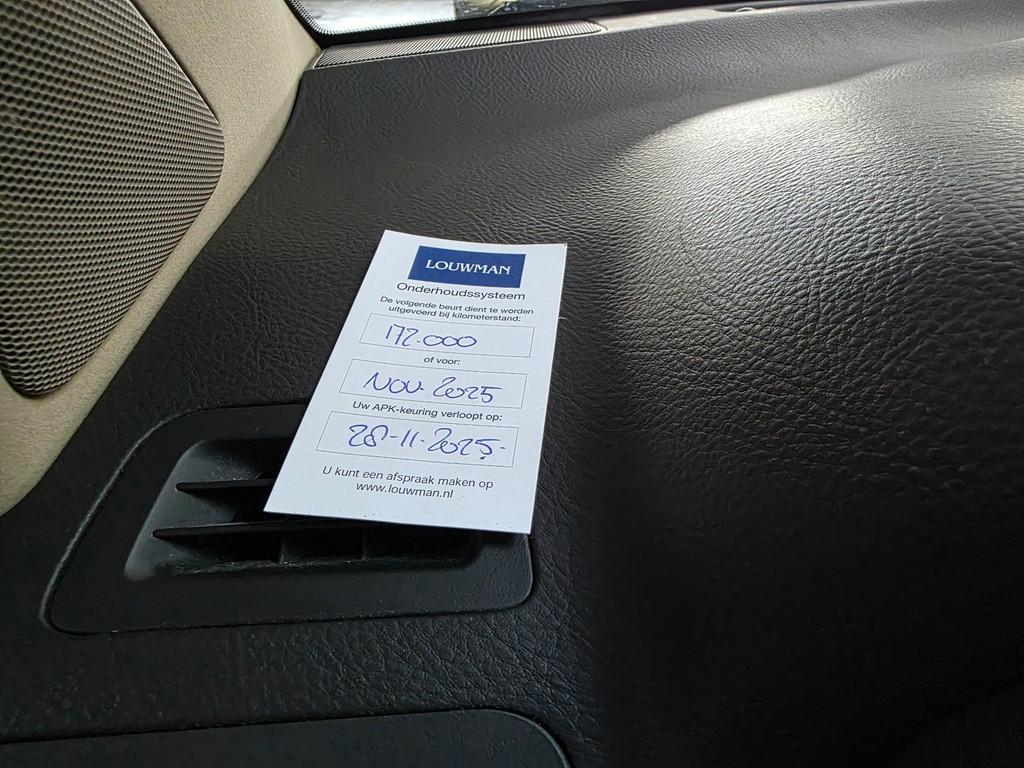 LOUWMAN
Onderhoudssysteem
De volgende beurt dient te worden
uitgevoerd bij kilometerstand:
172.000
of voor:
NOV. 2025
Uw APK-keuring verloopt op:
28-11-2025-
U kunt een afspraak maken op
www.louwman.nl